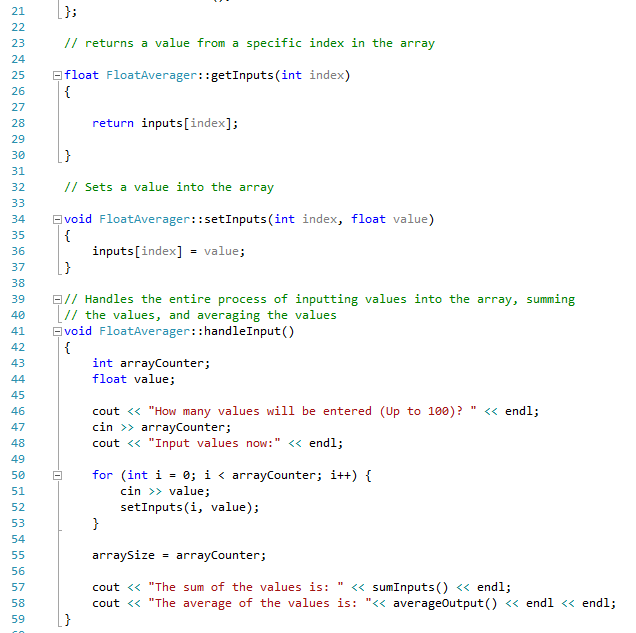 21 };
22
23 // returns a value from a specific index in the array
24
25 float FloatAverager::getInputs(int index)
26 {
27
28 return inputs[index];
29
30 }
31
32 // Sets a value into the array
33
34 void FloatAverager::setInputs(int index, float value)
35 {
36 inputs[index] = value;
37 }
38
39 // Handles the entire process of inputting values into the array, summing
40 // the values, and averaging the values
41 void FloatAverager::handleInput()
42 {
43 int arrayCounter;
44 float value;
45
46 cout << "How many values will be entered (Up to 100)? " << endl;
47 cin >> arrayCounter;
48 cout << "Input values now:" << endl;
49
50 for (int i = 0; i < arrayCounter; i++) {
51 cin >> value;
52 setInputs(i, value);
53 }
54
55 arraySize = arrayCounter;
56
57 cout << "The sum of the values is: " << sumInputs() << endl;
58 cout << "The average of the values is: "<< averageOutput() << endl << endl;
59 }